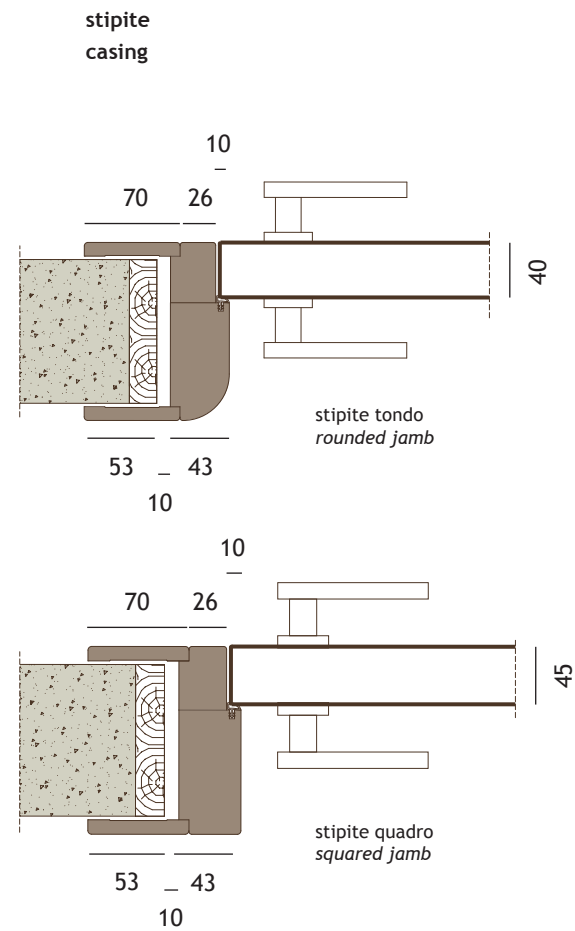 stipite
casing
10
70 26
40
stipite tondo
rounded jamb
53 43
10
10
70 26
45
stipite quadro
squared jamb
53 43
10